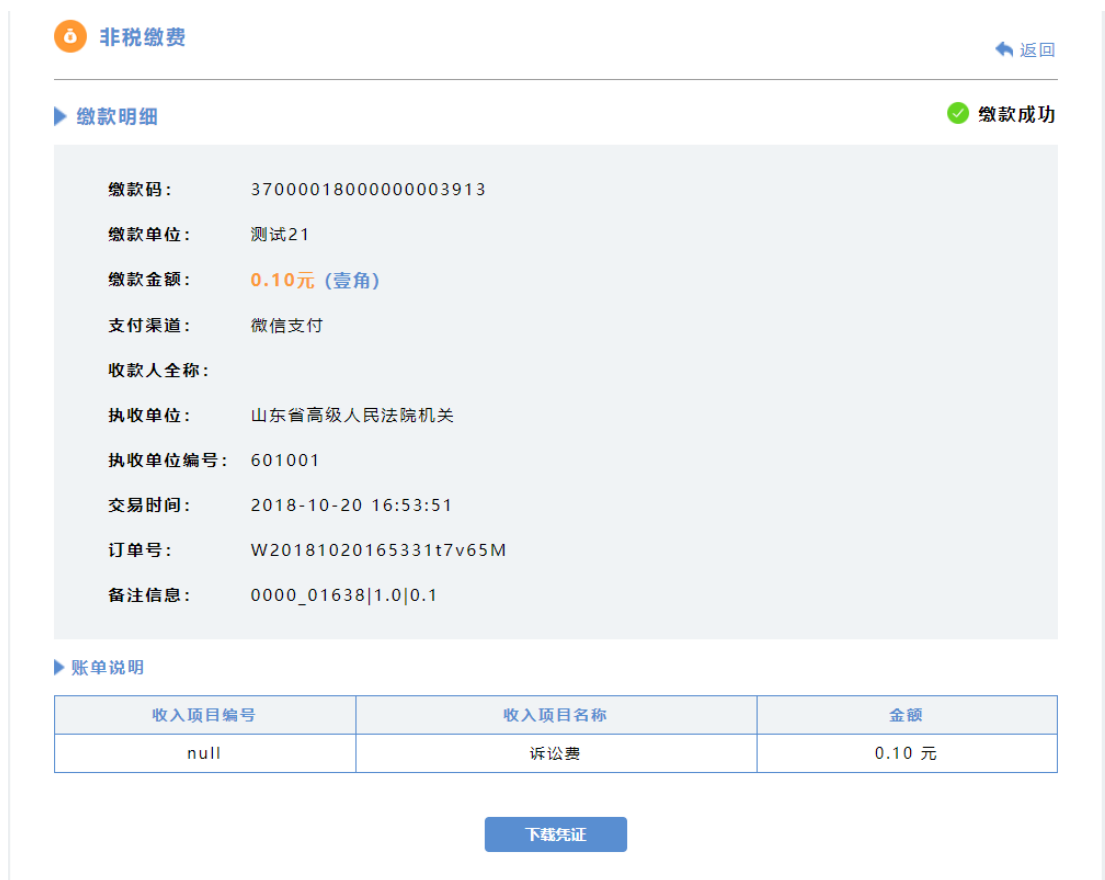 非税缴费
返回
缴款明细
缴款成功
缴款码： 37000018000000003913
缴款单位： 测试21
缴款金额： 0.10元 (壹角)
支付渠道： 微信支付
收款人全称：
执收单位： 山东省高级人民法院机关
执收单位编号： 601001
交易时间： 2018-10-20 16:53:51
订单号： W20181020165331t7v65M
备注信息： 0000_01638|1.0|0.1
账单说明
收入项目编号 收入项目名称 金额
null 诉讼费 0.10 元
下载凭证